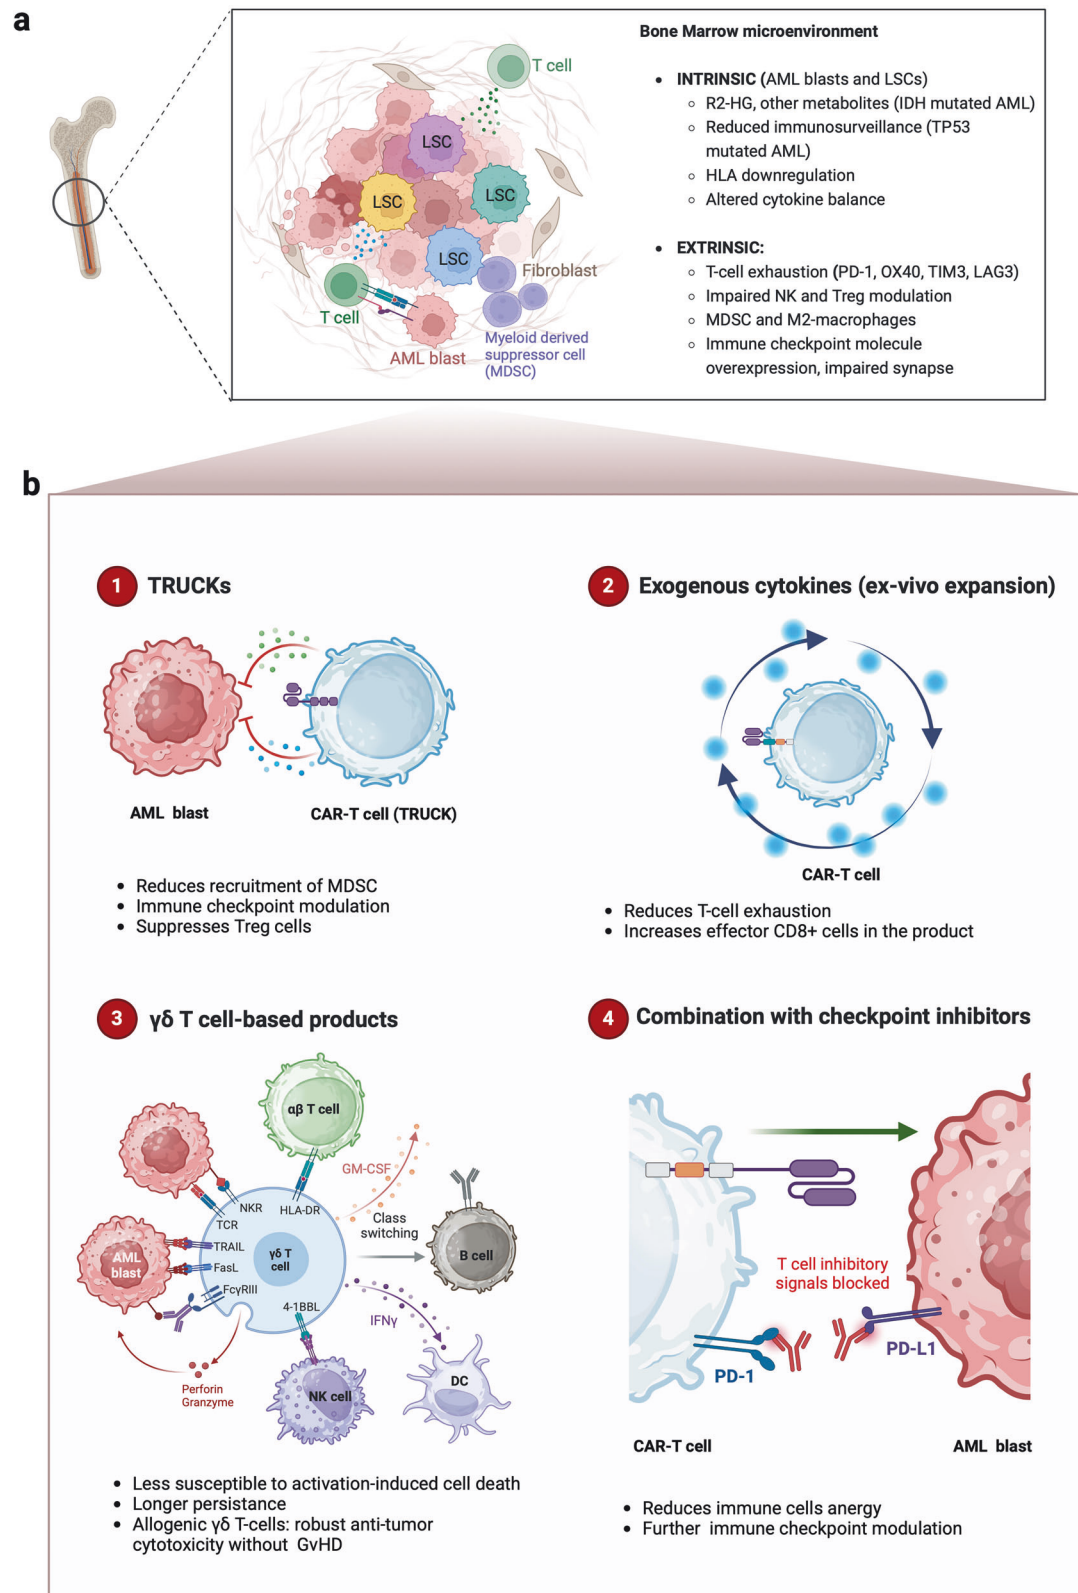 a
Bone Marrow microenvironment
• INTRINSIC (AML blasts and LSCs)
○ R2-HG, other metabolites (IDH mutated AML)
○ Reduced immunosurveillance (TP53
mutated AML)
○ HLA downregulation
○ Altered cytokine balance
• EXTRINSIC:
○ T-cell exhaustion (PD-1, OX40, TIM3, LAG3)
○ Impaired NK and Treg modulation
○ MDSC and M2-macrophages
○ Immune checkpoint molecule
overexpression, impaired synapse
T cell
LSC
LSC
LSC
LSC
Fibroblast
T cell
AML blast
Myeloid derived
suppressor cell
(MDSC)
b
1 TRUCKs
AML blast
CAR-T cell (TRUCK)
• Reduces recruitment of MDSC
• Immune checkpoint modulation
• Suppresses Treg cells
2 Exogenous cytokines (ex-vivo expansion)
CAR-T cell
• Reduces T-cell exhaustion
• Increases effector CD8+ cells in the product
3 γδ T cell-based products
αβ T cell
GM-CSF
NKR
HLA-DR
TCR
Class
switching
TRAIL
γδ T
cell
B cell
AML
blast
FasL
FcγRIII
4-1BBL
IFNγ
Perforin
Granzyme
NK cell
DC
• Less susceptible to activation-induced cell death
• Longer persistance
• Allogenic γδ T-cells: robust anti-tumor
cytotoxicity without GvHD
4 Combination with checkpoint inhibitors
T cell inhibitory
signals blocked
PD-L1
PD-1
CAR-T cell
AML blast
• Reduces immune cells anergy
• Further immune checkpoint modulation